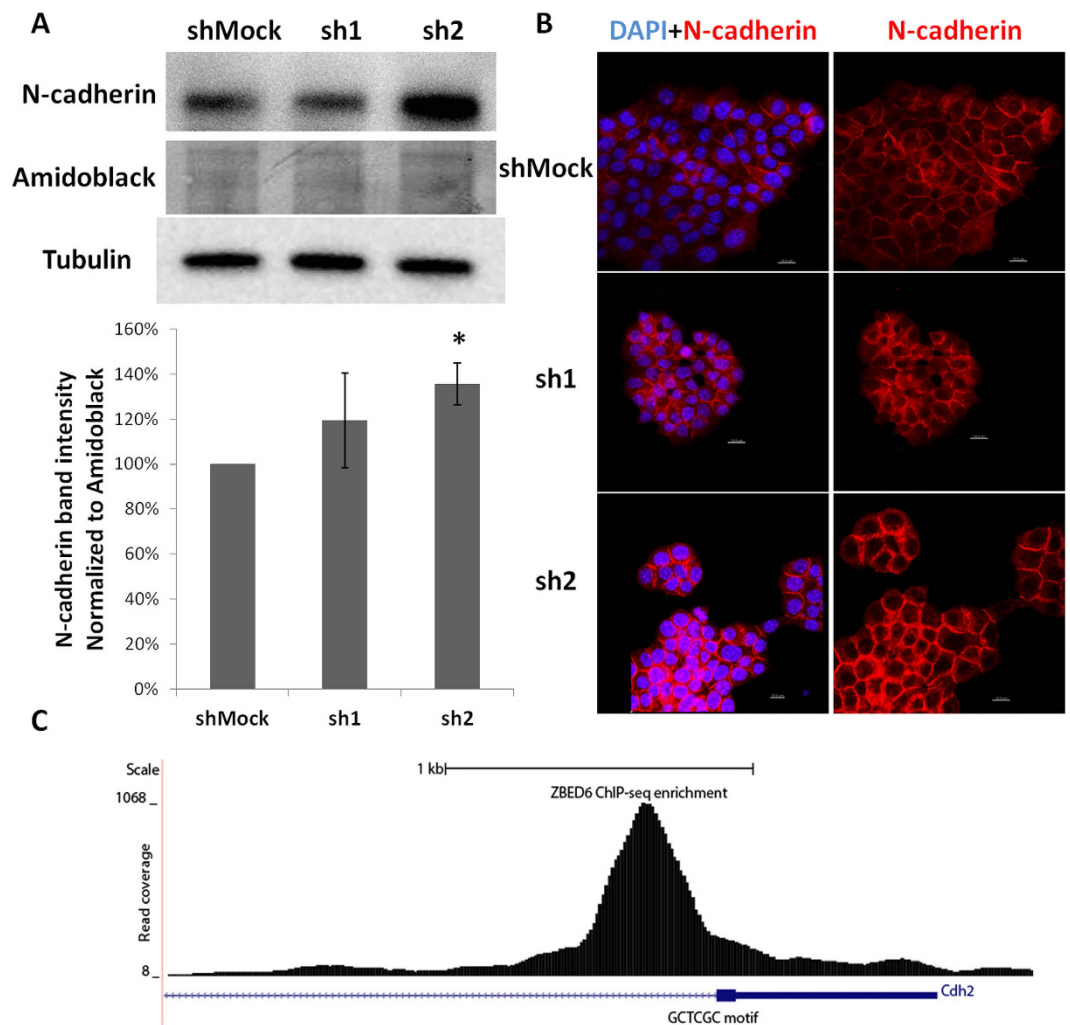 A
shMock sh1 sh2
N-cadherin
Amidoblack
Tubulin
N-cadherin band intensity
Normalized to Amidoblack
160%
140%
120%
100%
80%
60%
40%
20%
0%
*
shMock sh1 sh2
B
DAPI+N-cadherin N-cadherin
shMock
sh1
sh2
C
Scale
1 kb
ZBED6 ChIP-seq enrichment
1068 _
Read coverage
8 _
Cdh2
GCTCGC motif